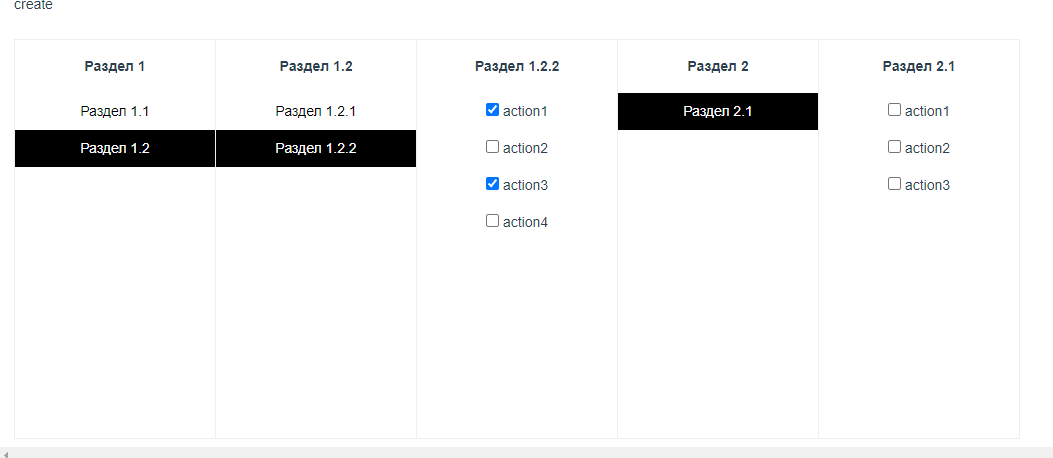 create
Раздел 1 Раздел 1.2 Раздел 1.2.2 Раздел 2 Раздел 2.1
Раздел 1.1 Раздел 1.2.1 action1 Раздел 2.1 action1
Раздел 1.2 Раздел 1.2.2 action2 action2
action3 action3
action4